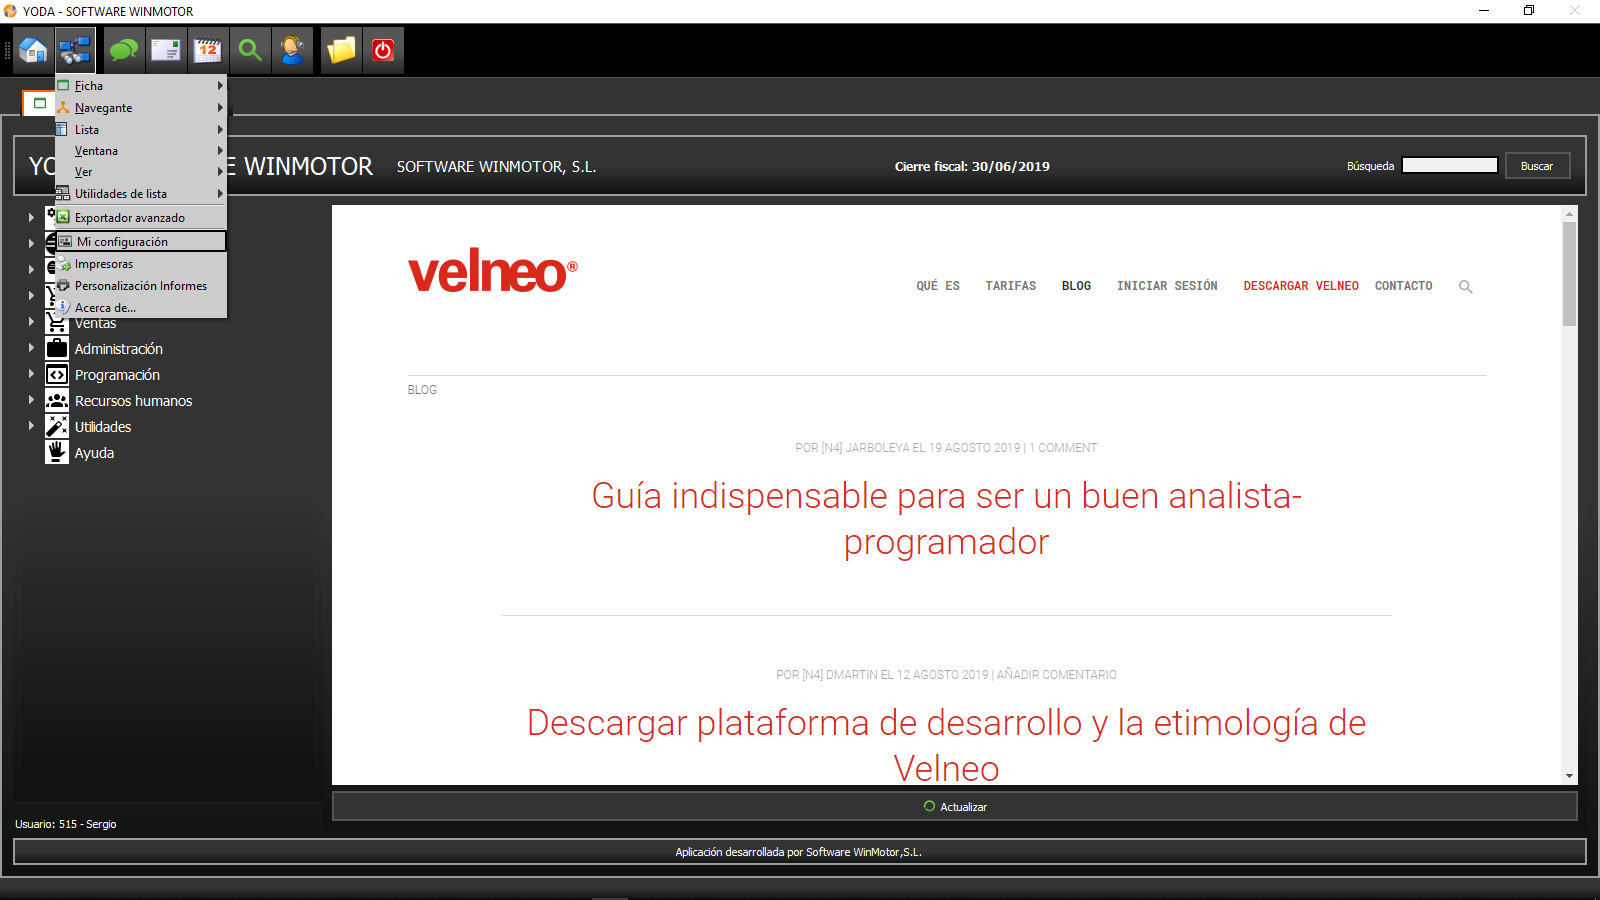 YODA - SOFTWARE WINMOTOR
12
Ficha
Navegante
Lista
Ventana
Ver
Utilidades de lista
Exportador avanzado
Mi configuración
Impresoras
Personalización Informes
Acerca de...
YO
E WINMOTOR
SOFTWARE WINMOTOR, S.L.
Cierre fiscal: 30/06/2019
Búsqueda
Buscar
Ventas
Administración
Programación
Recursos humanos
Utilidades
Ayuda
velneo®
QUÉ ES TARIFAS BLOG INICIAR SESIÓN DESCARGAR VELNEO CONTACTO
BLOG
POR [N4] JARBOLEYA EL 19 AGOSTO 2019 | 1 COMMENT
Guía indispensable para ser un buen analista-
programador
POR [N4] DMARTIN EL 12 AGOSTO 2019 | AÑADIR COMENTARIO
Descargar plataforma de desarrollo y la etimología de
Velneo
Actualizar
Usuario: 515 - Sergio
Aplicación desarrollada por Software WinMotor,S.L.